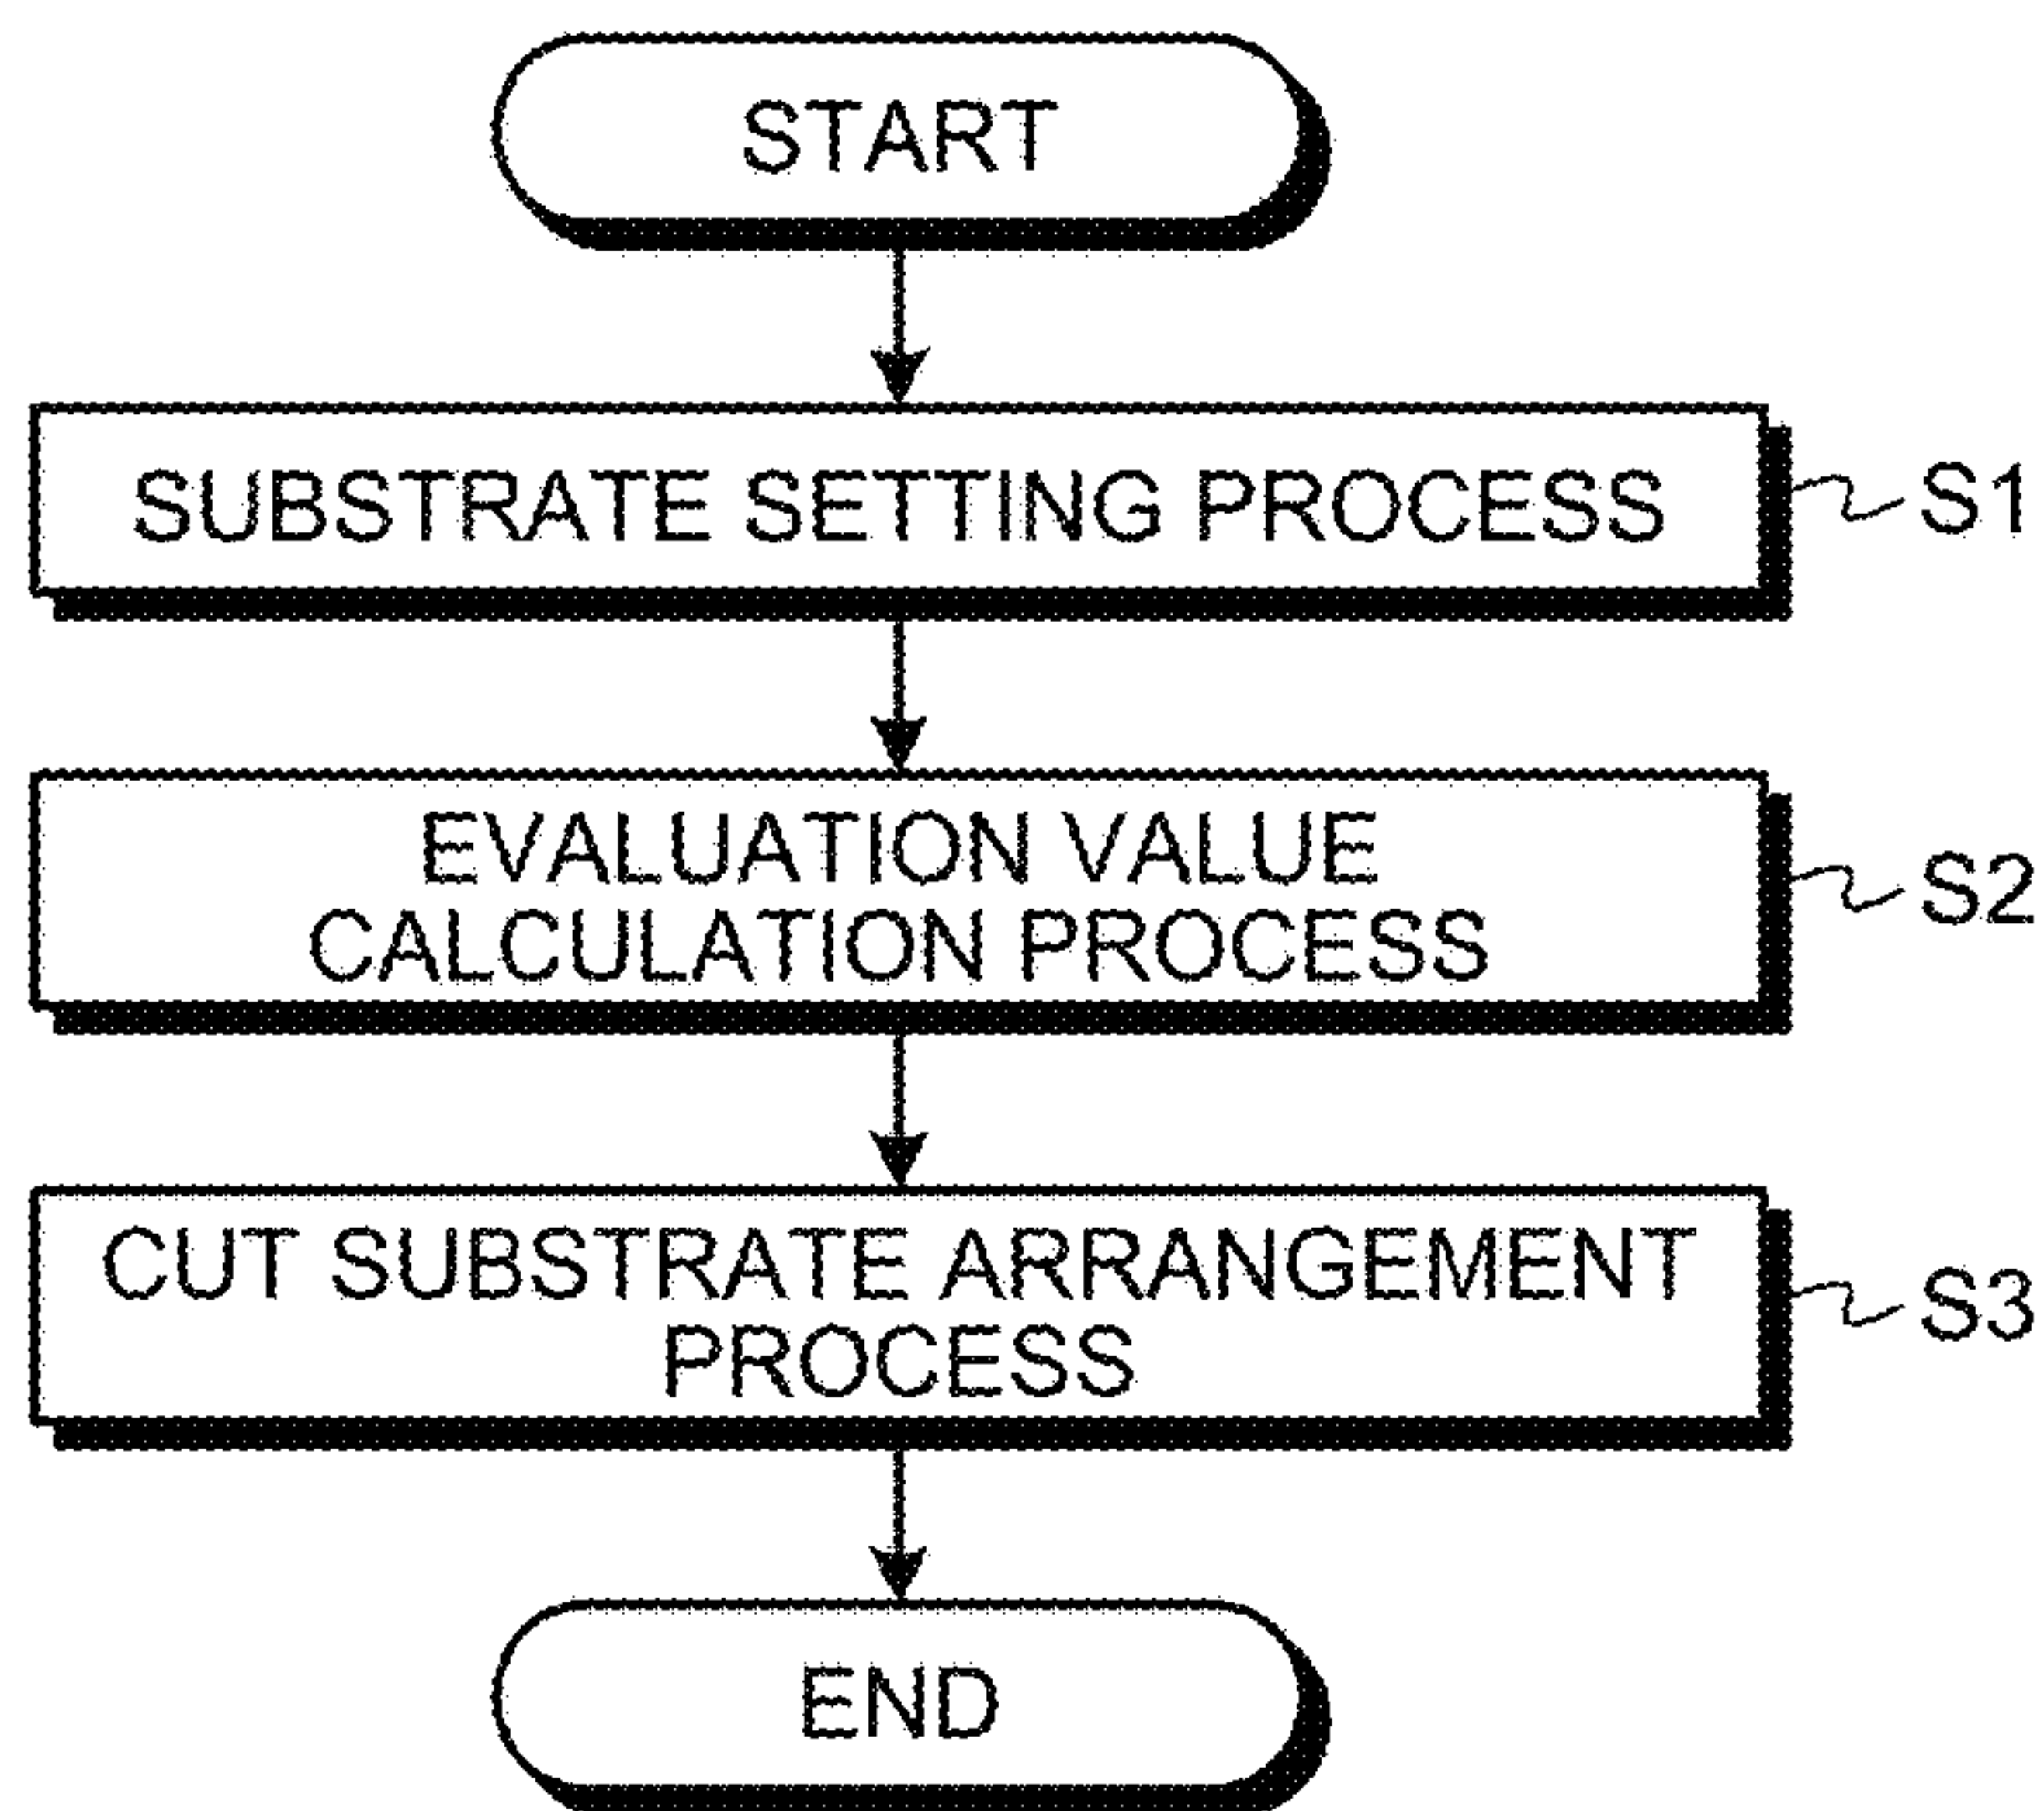 START
SUBSTRATE SETTING PROCESS
S1
EVALUATION VALUE
CALCULATION PROCESS
S2
CUT SUBSTRATE ARRANGEMENT
PROCESS
S3
END